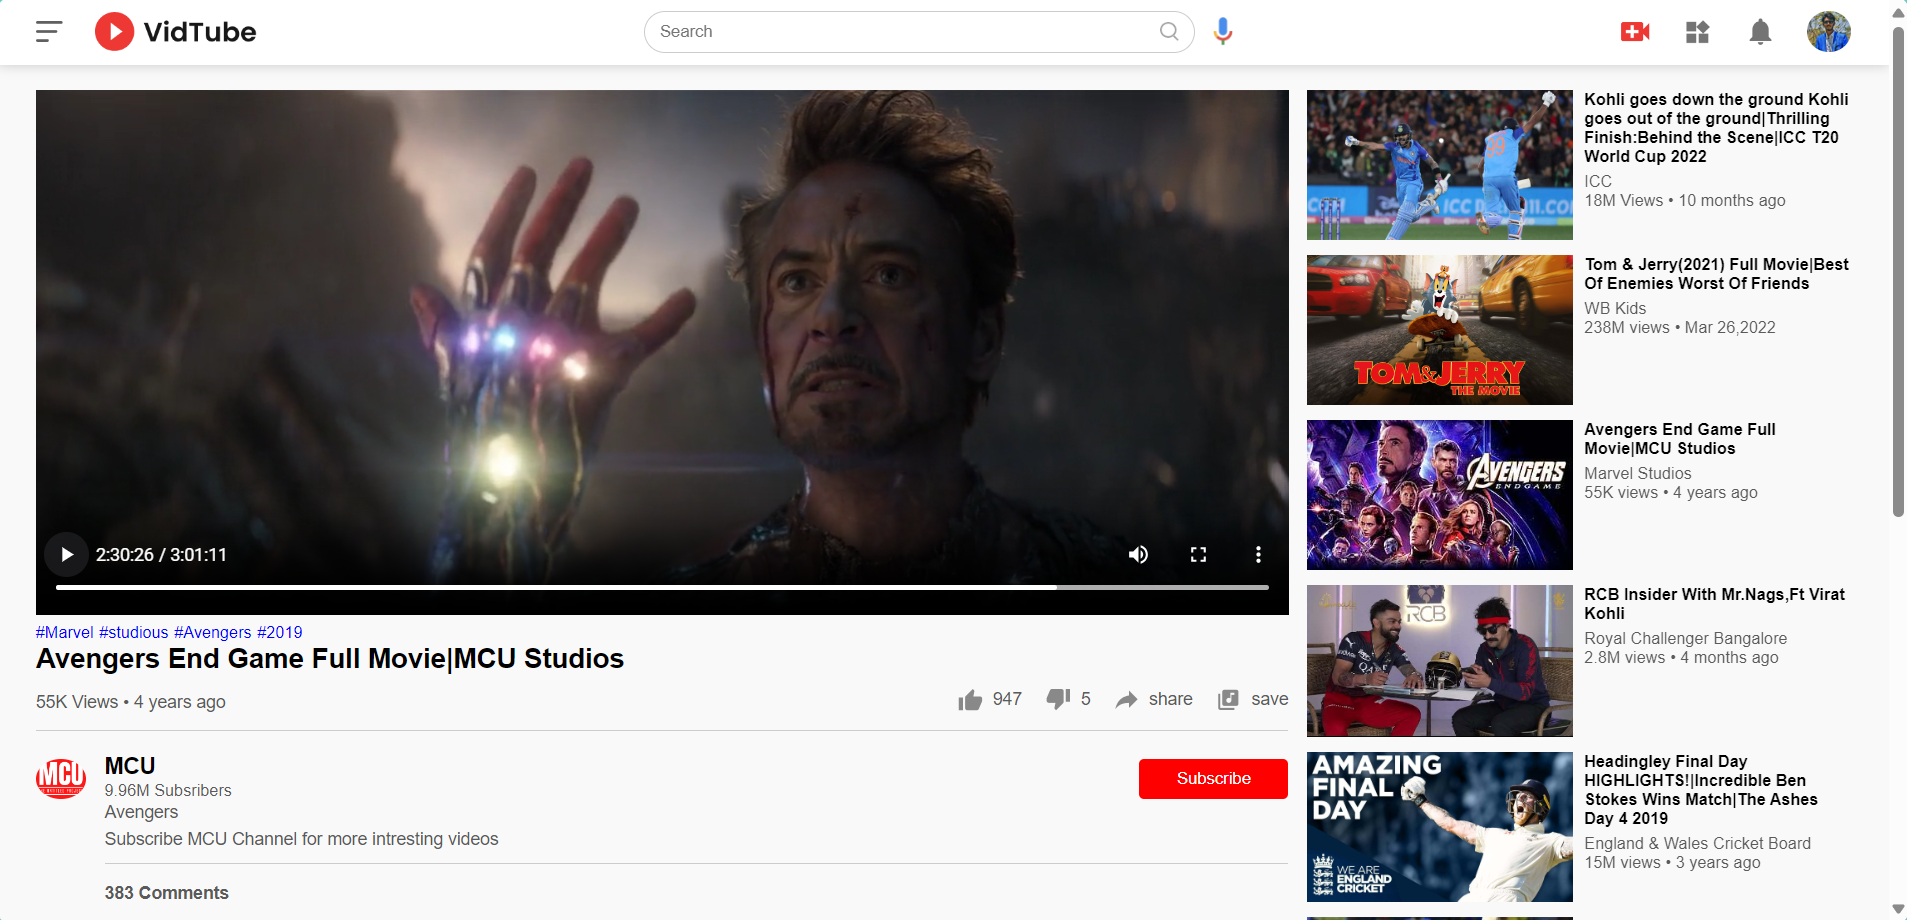 VidTube
Search
2:30:26 / 3:01:11
#Marvel #studious #Avengers #2019
Avengers End Game Full Movie|MCU Studios
55K Views • 4 years ago
947
5
share
save
MCU
MCU
9.96M Subsribers
Avengers
Subscribe MCU Channel for more intresting videos
Subscribe
383 Comments
Kohli goes down the ground Kohli
goes out of the ground|Thrilling
Finish:Behind the Scene|ICC T20
World Cup 2022
ICC
18M Views • 10 months ago
TOM&JERRY
THE MOVIE
Tom & Jerry(2021) Full Movie|Best
Of Enemies Worst Of Friends
WB Kids
238M views • Mar 26,2022
AVENGERS
ENDGAME
Avengers End Game Full
Movie|MCU Studios
Marvel Studios
55K views • 4 years ago
RCB
RCB Insider With Mr.Nags,Ft Virat
Kohli
Royal Challenger Bangalore
2.8M views • 4 months ago
AMAZING
FINAL
DAY
WE ARE
ENGLAND
CRICKET
Headingley Final Day
HIGHLIGHTS!|Incredible Ben
Stokes Wins Match|The Ashes
Day 4 2019
England & Wales Cricket Board
15M views • 3 years ago